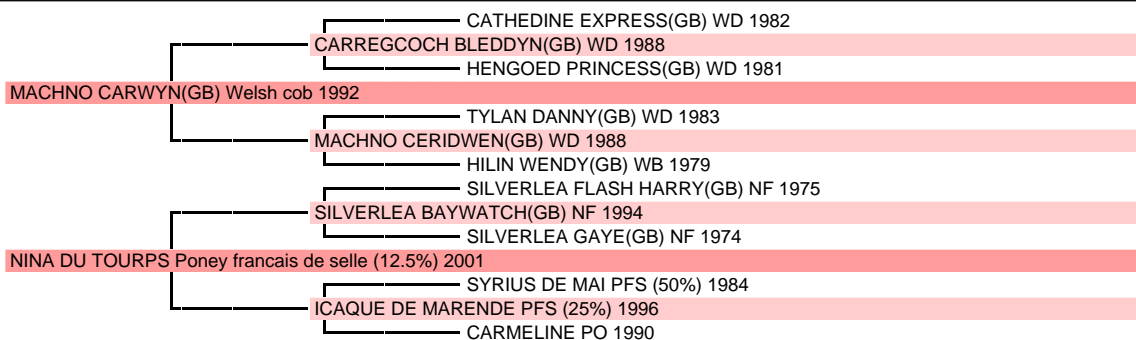 CATHEDINE EXPRESS(GB) WD 1982
CARREGCOCH BLEDDYN(GB) WD 1988
HENGOED PRINCESS(GB) WD 1981
MACHNO CARWYN(GB) Welsh cob 1992
TYLAN DANNY(GB) WD 1983
MACHNO CERIDWEN(GB) WD 1988
HILIN WENDY(GB) WB 1979
SILVERLEA FLASH HARRY(GB) NF 1975
SILVERLEA BAYWATCH(GB) NF 1994
SILVERLEA GAYE(GB) NF 1974
NINA DU TOURPS Poney francais de selle (12.5%) 2001
SYRIUS DE MAI PFS (50%) 1984
ICAQUE DE MARENDE PFS (25%) 1996
CARMELINE PO 1990